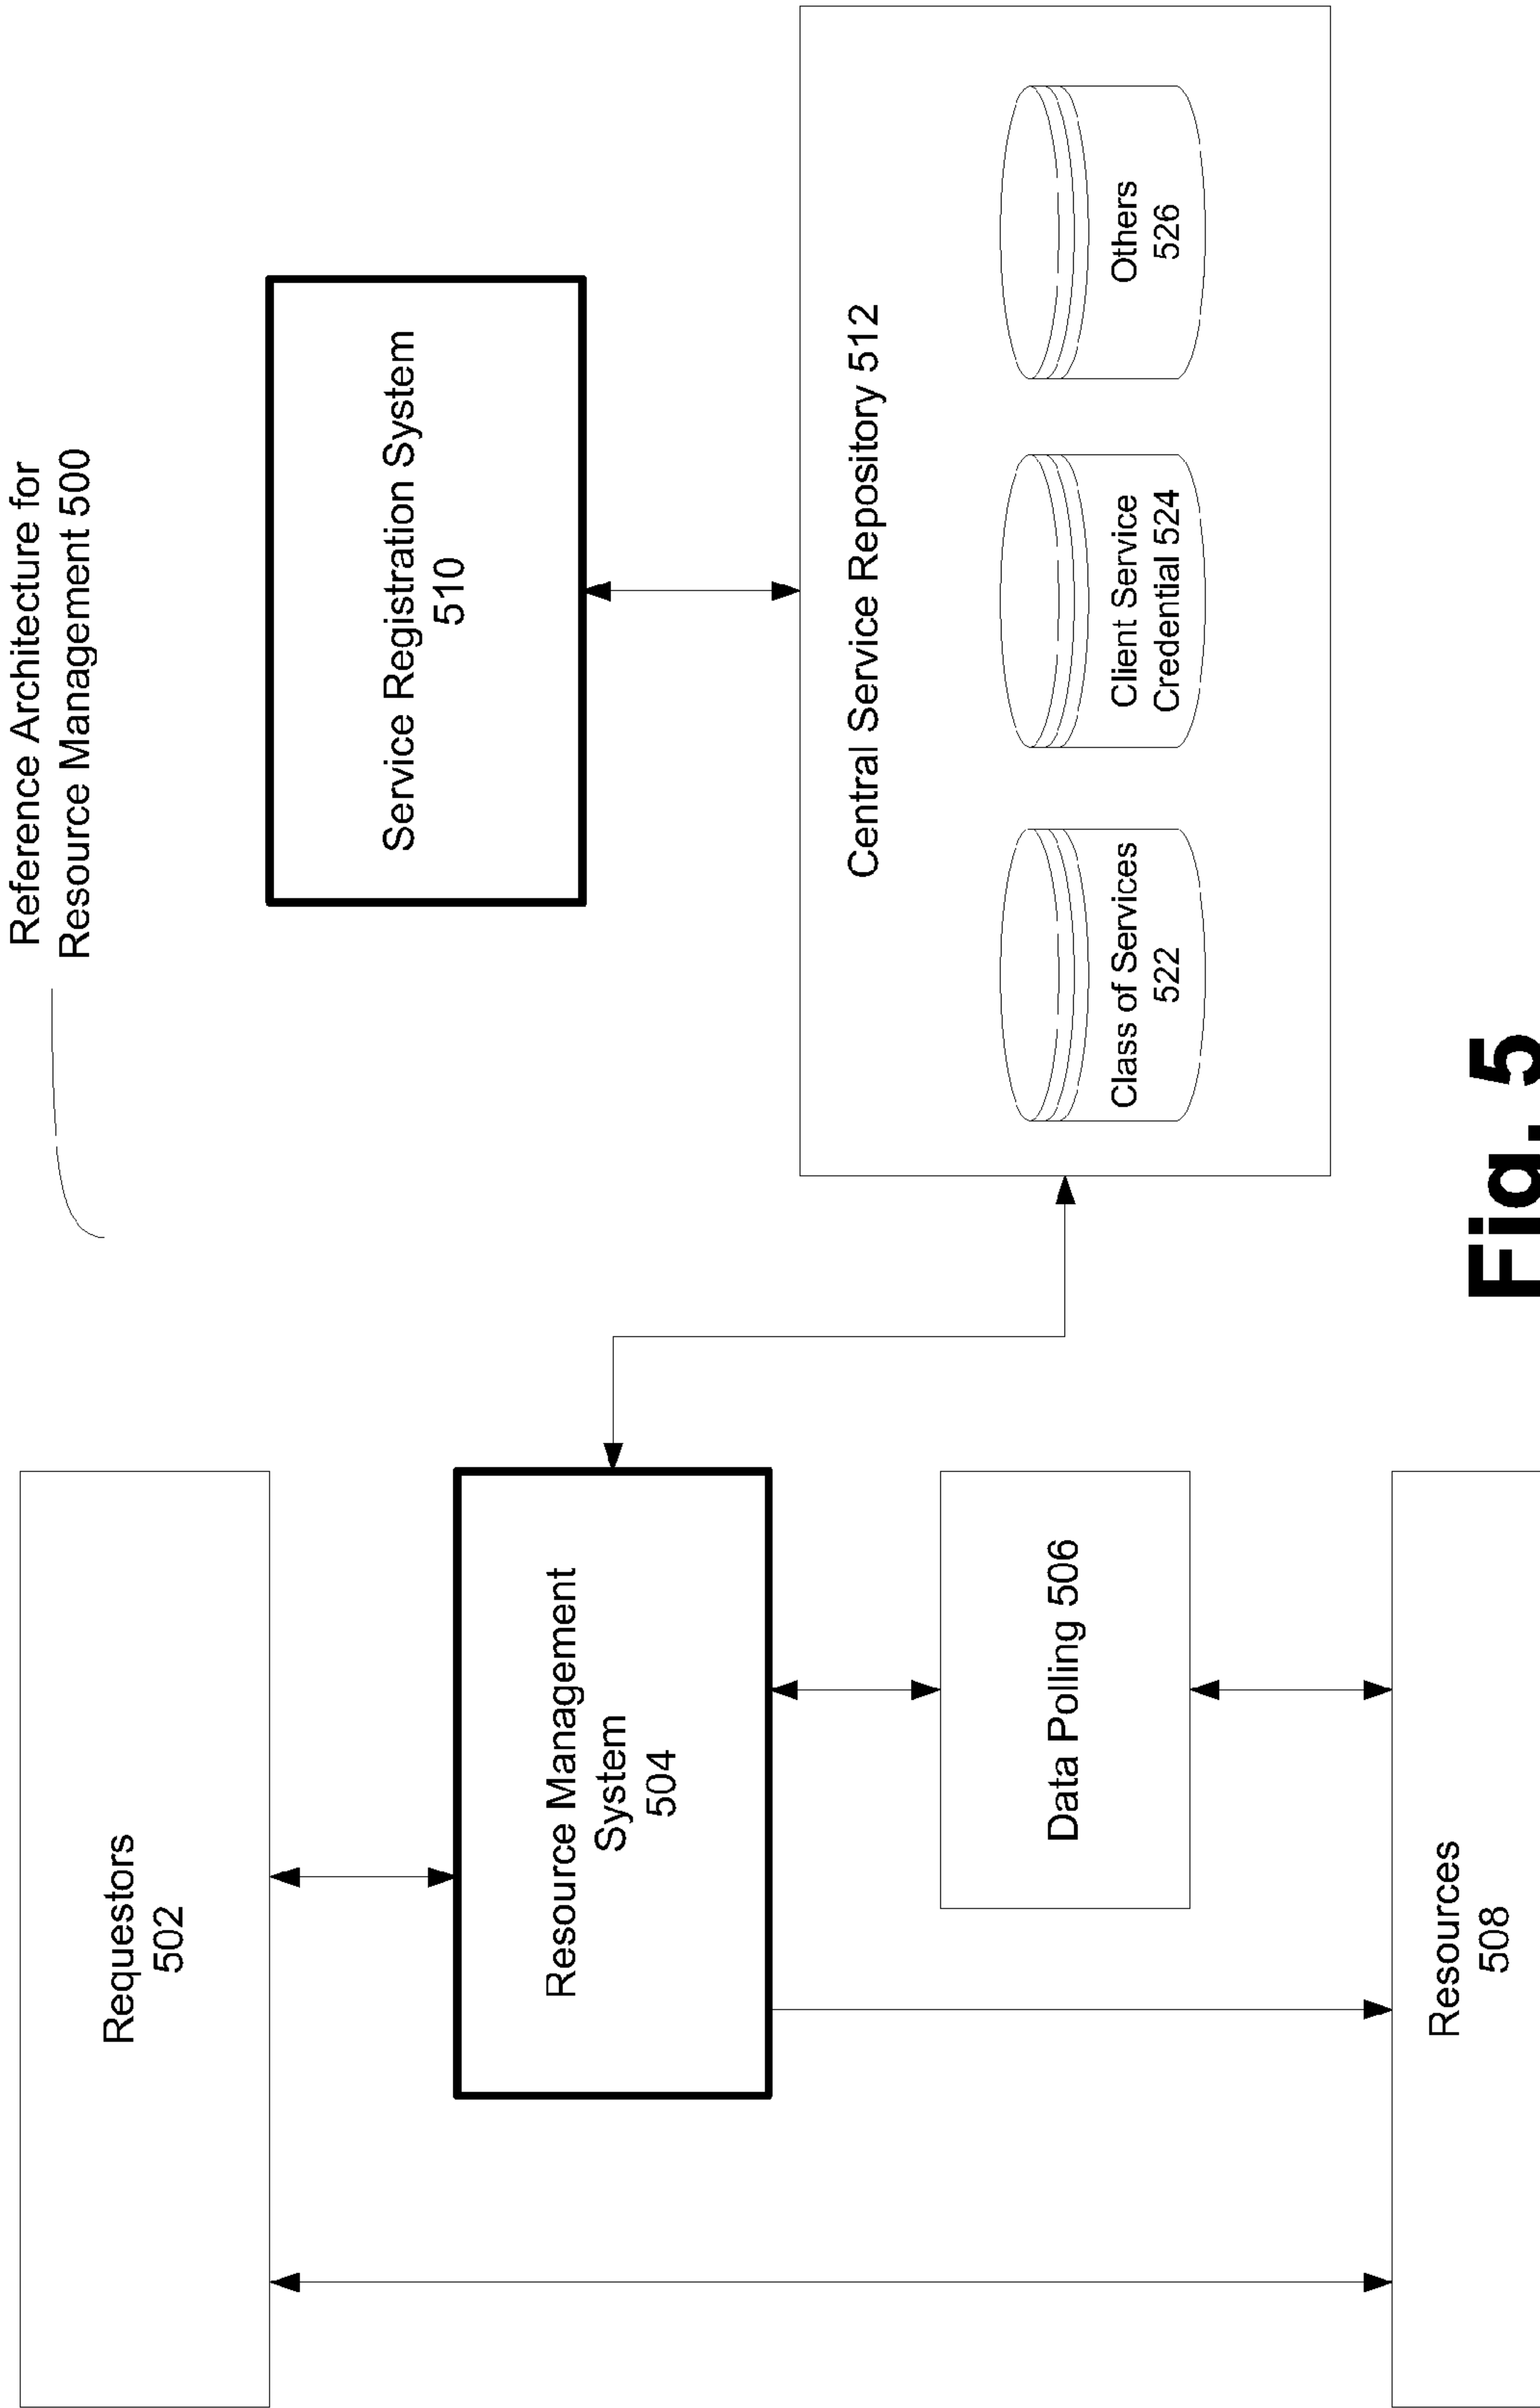 Reference Architecture for
Resource Management 500
Requestors
502
Resource Management
System
504
Data Polling 506
Resources
508
Service Registration System
510
Central Service Repository 512
Class of Services
522
Client Service
Credential 524
Others
526
Fig. 5